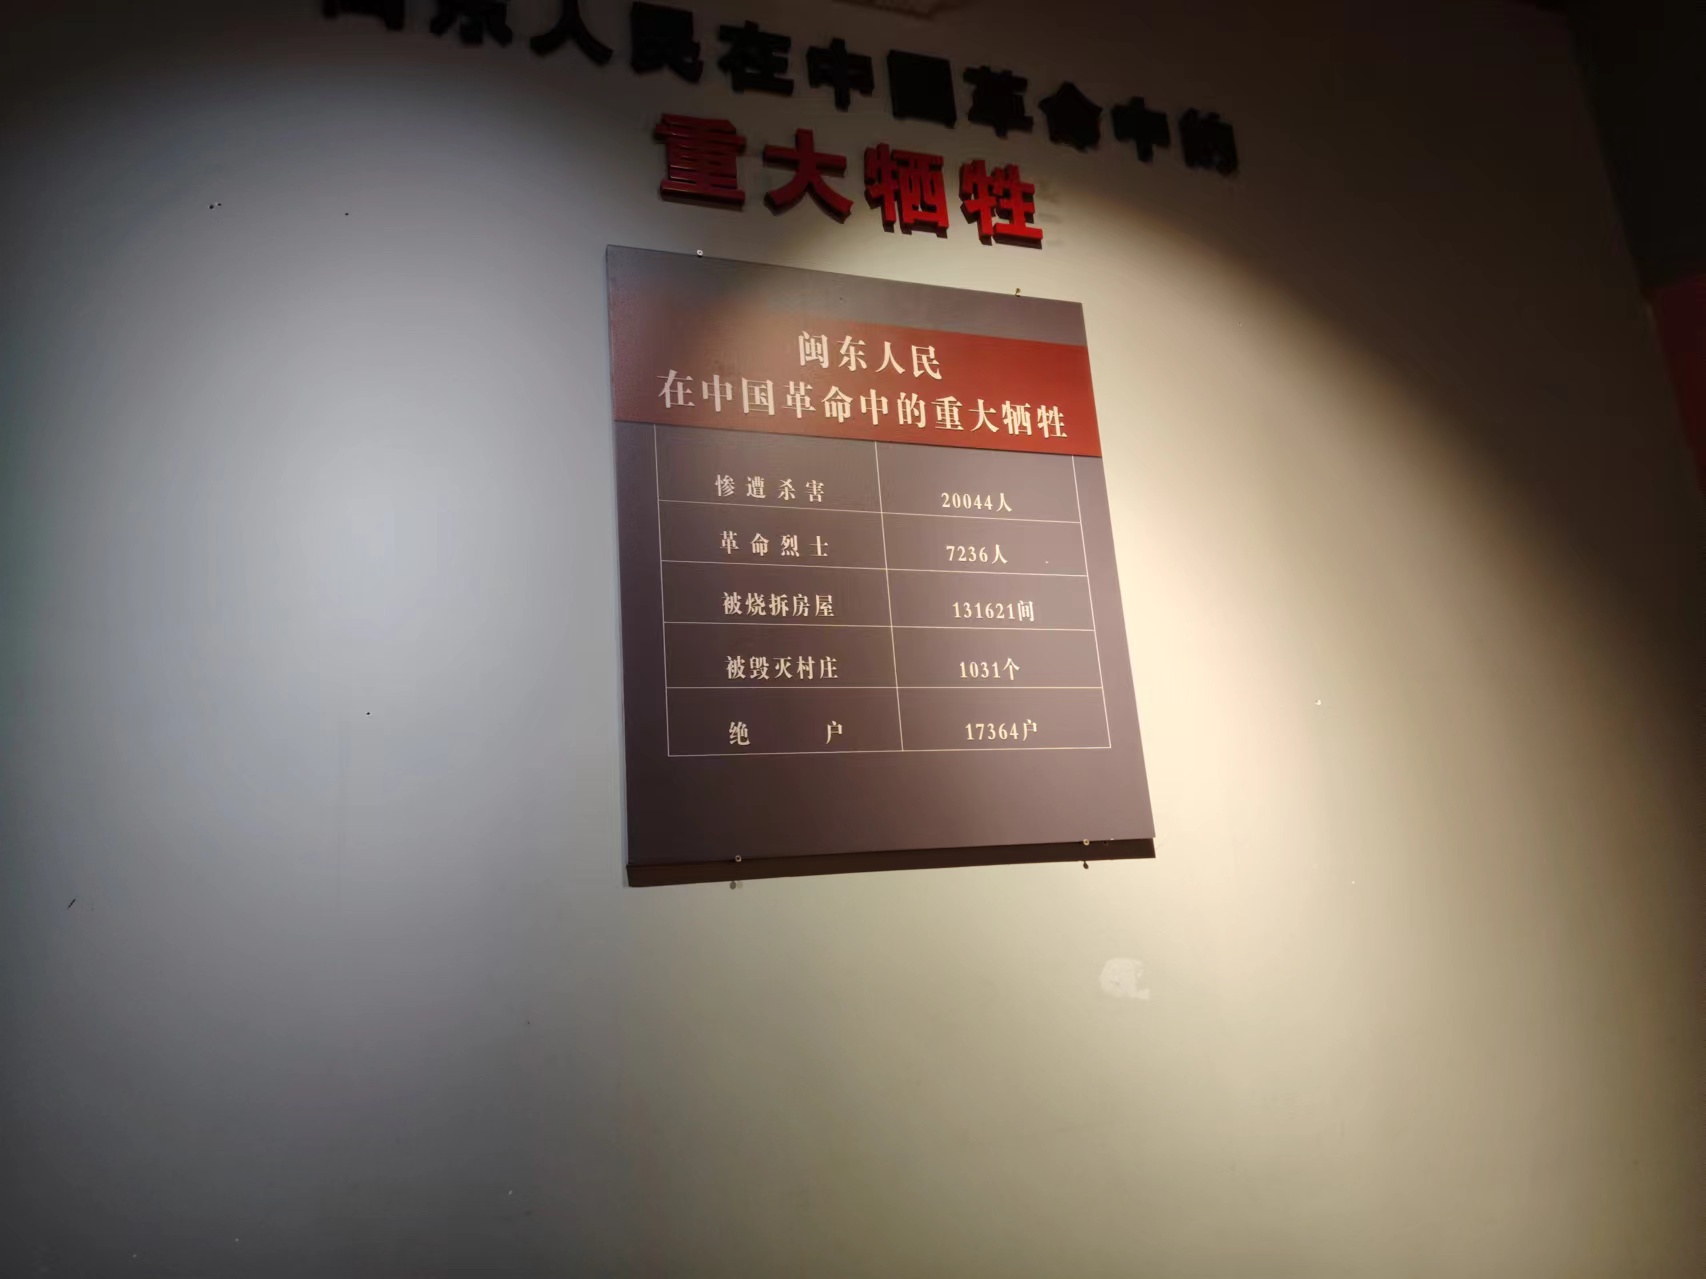 闽东人民在中国革命中的
重大牺牲
闽东人民
在中国革命中的重大牺牲
惨遭杀害 20044人
革命烈士 7236人
被烧拆房屋 131621间
被毁灭村庄 1031个
绝户 17364户